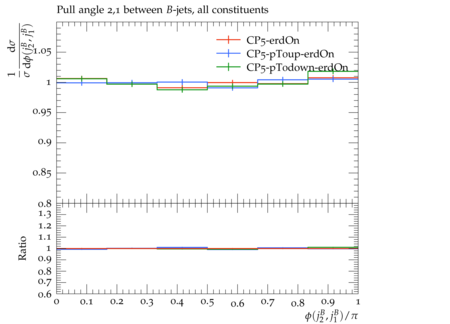 Pull angle 2,1 between B-jets, all constituents
1/σ dσ/dϕ(j₂ᴮ, j₁ᴮ)
CP5-erdOn
CP5-pToup-erdOn
CP5-pTodown-erdOn
1.05
1
0.95
0.9
0.85
0.8
Ratio
1.3
1.2
1.1
1
0.9
0.8
0.7
0.6
0 0.1 0.2 0.3 0.4 0.5 0.6 0.7 0.8 0.9 1
ϕ(j₂ᴮ, j₁ᴮ)/π